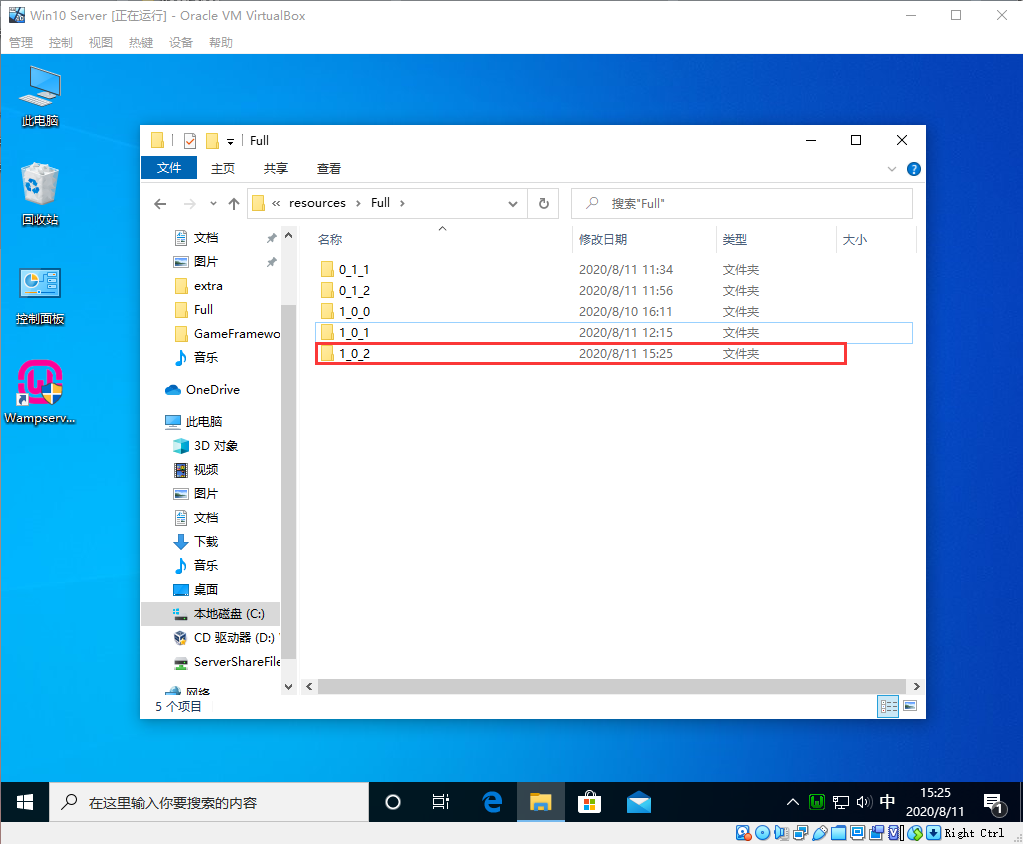 Win10 Server [正在运行] - Oracle VM VirtualBox
管理 控制 视图 热键 设备 帮助
此电脑
回收站
控制面板
Wampserv...
Full
文件 主页 共享 查看
« resources › Full ›
搜索"Full"
名称 修改日期 类型 大小
0_1_1 2020/8/11 11:34 文件夹
0_1_2 2020/8/11 11:56 文件夹
1_0_0 2020/8/10 16:11 文件夹
1_0_1 2020/8/11 12:15 文件夹
1_0_2 2020/8/11 15:25 文件夹
文档
图片
extra
Full
GameFramewo
音乐
OneDrive
此电脑
3D 对象
视频
图片
文档
下载
音乐
桌面
本地磁盘 (C:)
CD 驱动器 (D:)
ServerShareFile
网络
5 个项目
在这里输入你要搜索的内容
中
15:25
2020/8/11
1
Right Ctrl